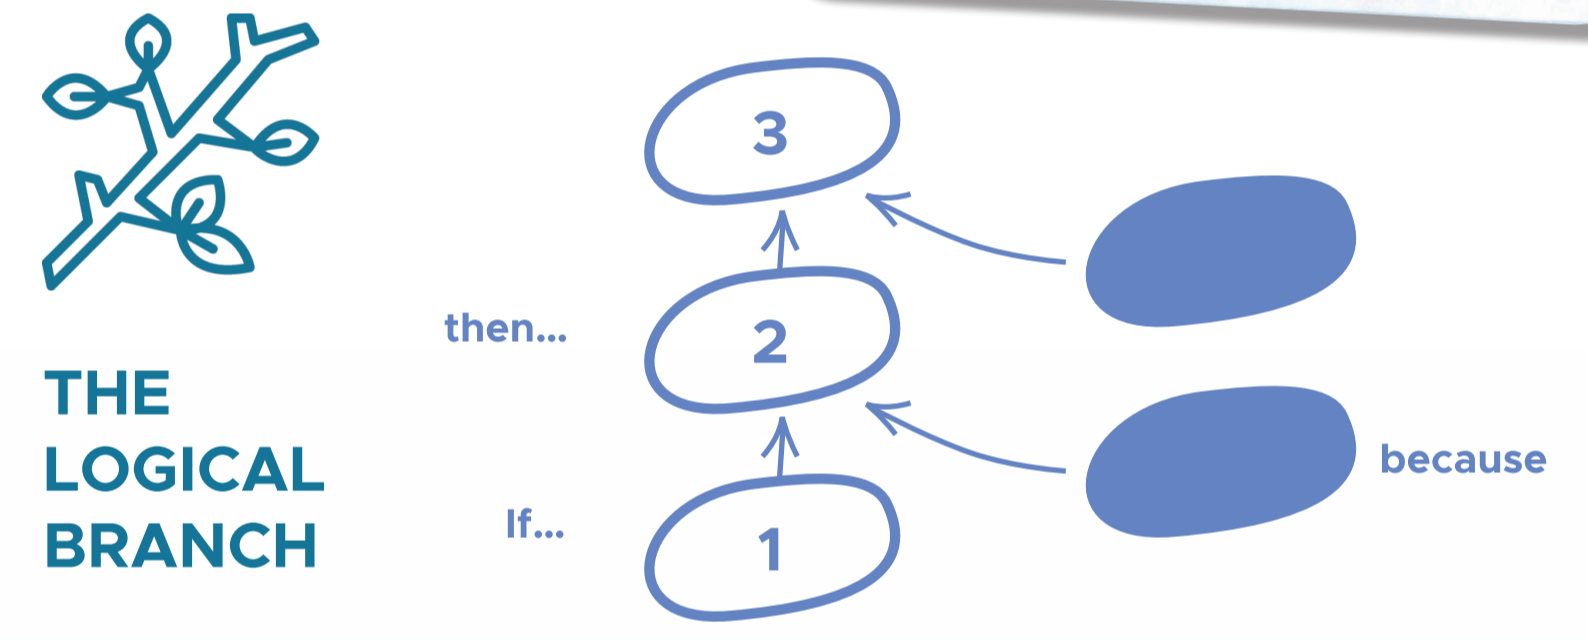 THE
LOGICAL
BRANCH
3
then...
2
because
If...
1